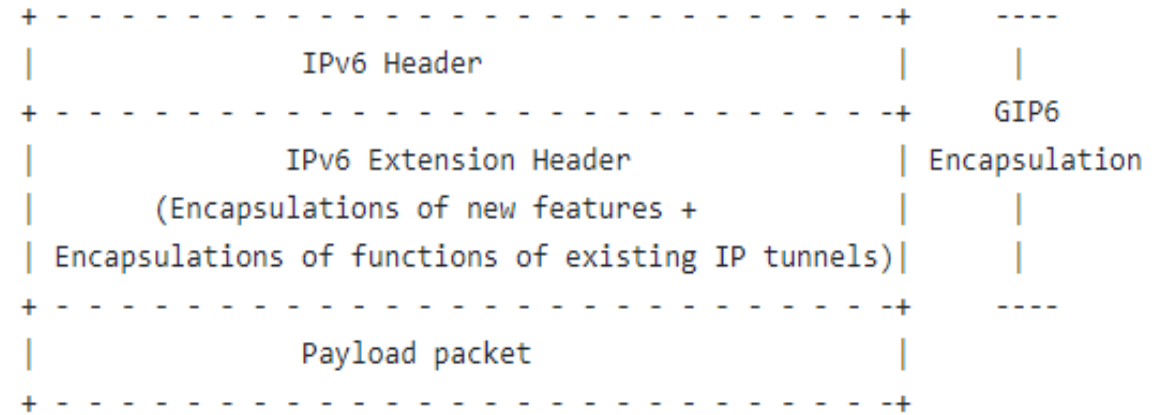 + - - - - - - - - - - - - - - - - - - - - - - - - - -+     ----
|                IPv6 Header                         |      |
+ - - - - - - - - - - - - - - - - - - - - - - - - - -+     GIP6
|               IPv6 Extension Header                | Encapsulation
|       (Encapsulations of new features +            |      |
| Encapsulations of functions of existing IP tunnels)|      |
+ - - - - - - - - - - - - - - - - - - - - - - - - - -+     ----
|                Payload packet                      |
+ - - - - - - - - - - - - - - - - - - - - - - - - - -+